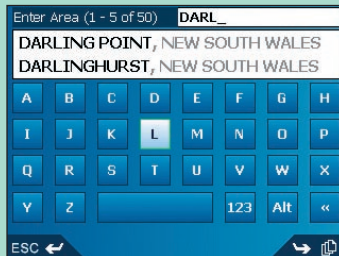 Enter Area (1 - 5 of 50) DARL_
DARLING POINT, NEW SOUTH WALES
DARLINGHURST, NEW SOUTH WALES
A B C D E F G H
I J K L M N O P
Q R S T U V W X
Y Z 123 Alt «
ESC